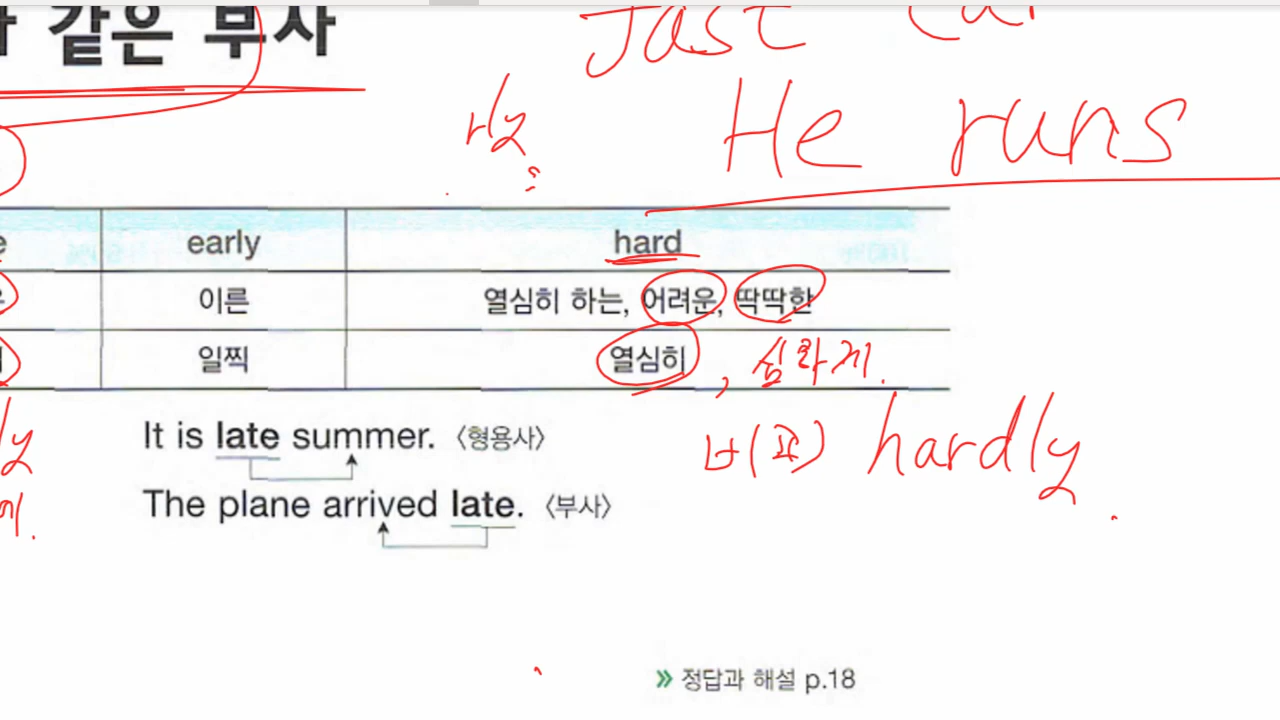 같은 부사
He runs
early hard
이른 열심히 하는, 어려운, 딱딱한
일찍 열심히, 심하게.
It is late summer. 〈형용사〉
hardly
The plane arrived late. 〈부사〉
» 정답과 해설 p.18